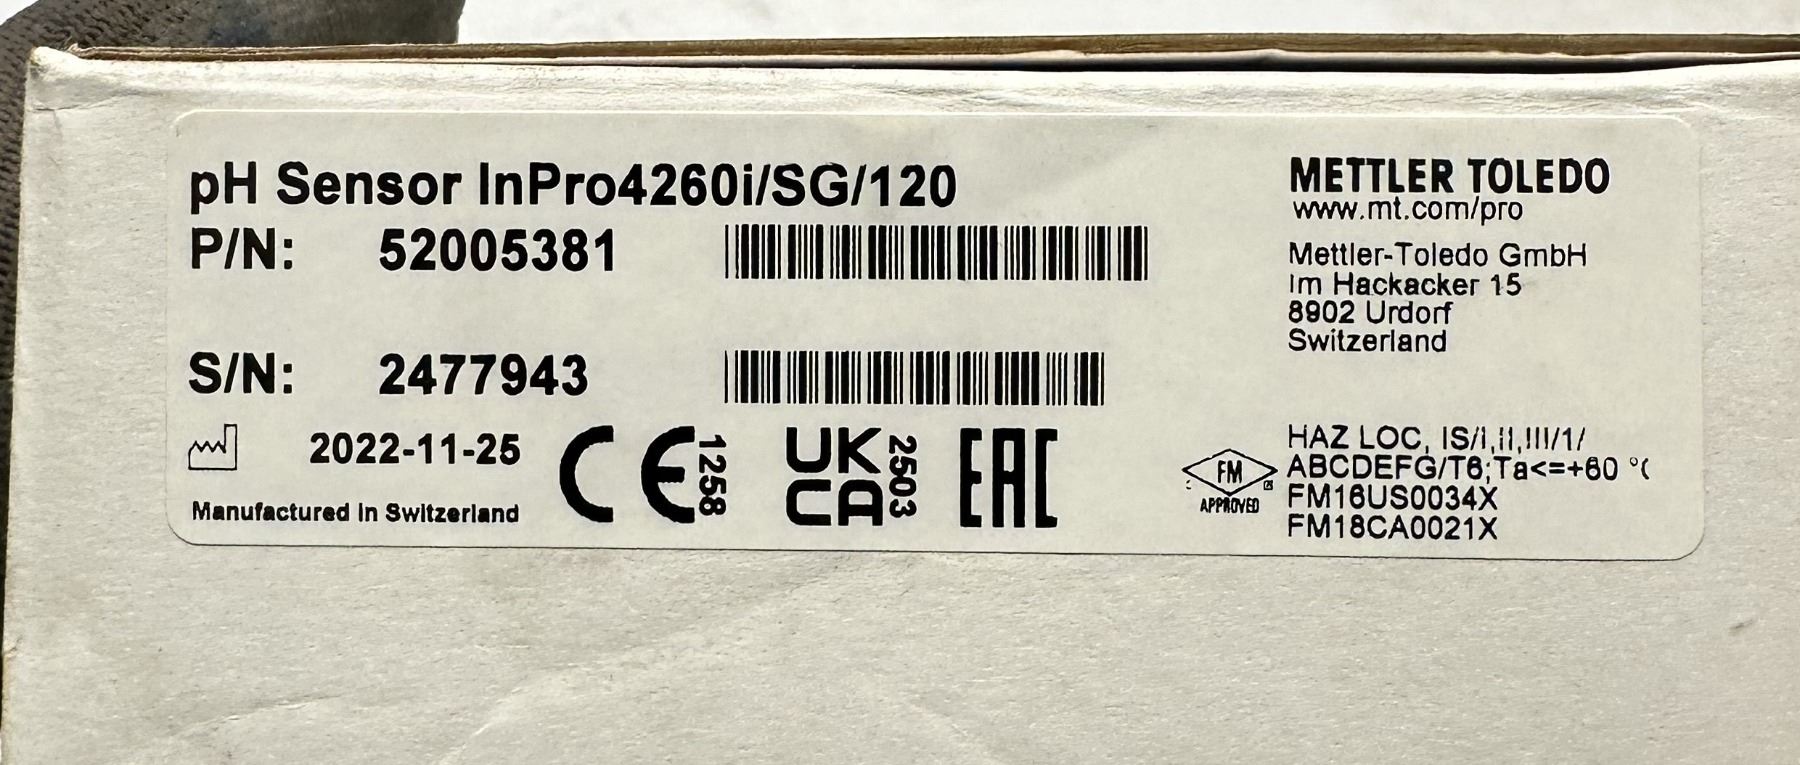 pH Sensor InPro4260i/SG/120
P/N: 52005381
S/N: 2477943
2022-11-25
CE 1258
UK
CA 2503
EAC
Manufactured in Switzerland
METTLER TOLEDO
www.mt.com/pro
Mettler-Toledo GmbH
Im Hackacker 15
8902 Urdorf
Switzerland
FM
APPROVED
HAZ LOC, IS/I,II,III/1/
ABCDEFG/T6;Ta<=+60 °C
FM16US0034X
FM18CA0021X